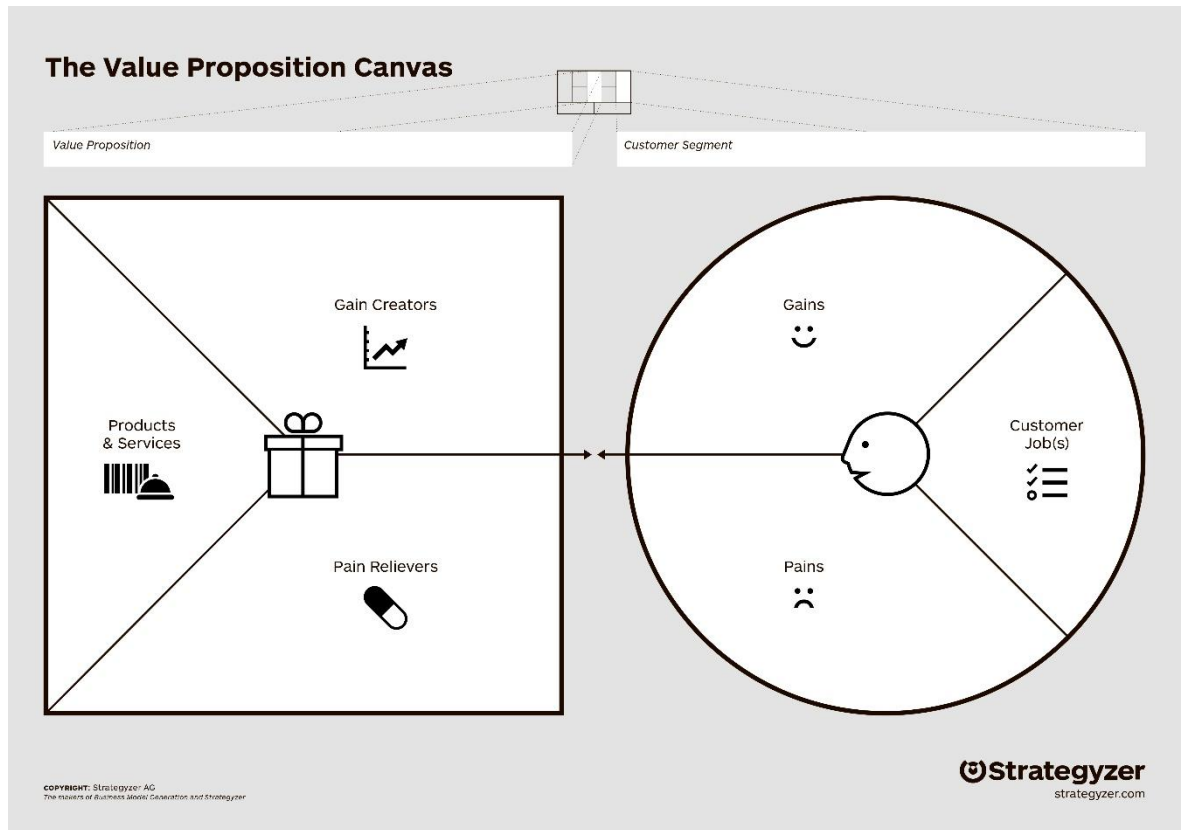 The Value Proposition Canvas
Value Proposition
Customer Segment
Gain Creators
Gains
Products
& Services
Customer
Job(s)
Pain Relievers
Pains
COPYRIGHT: Strategyzer AG
The makers of Business Model Generation and Strategyzer
Strategyzer
strategyzer.com